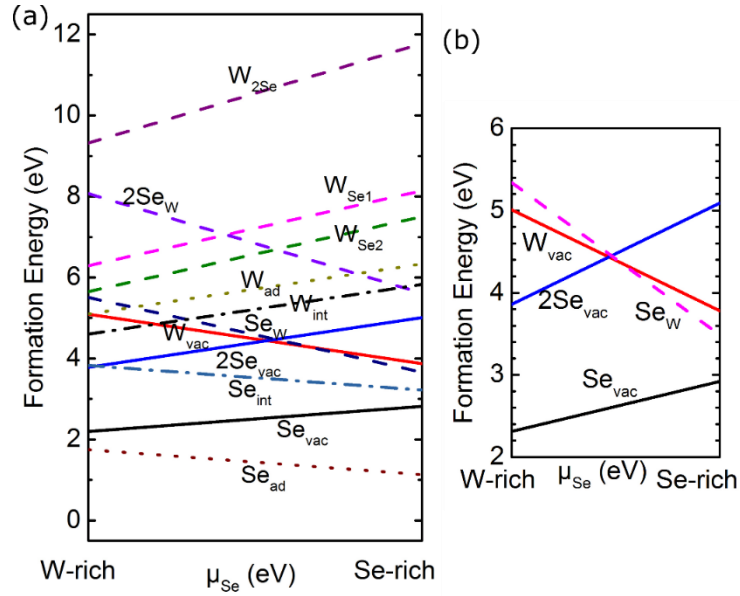 (a)
12
10
8
6
4
2
0
Formation Energy (eV)
W2Se
2SeW
WSe1
WSe2
Wad
Wint
SeW
Wvac
2Sevac
Seint
Sevac
Sead
W-rich
μSe (eV)
Se-rich
(b)
6
5
4
3
2
Formation Energy (eV)
Wvac
2Sevac
SeW
Sevac
W-rich
μSe (eV)
Se-rich